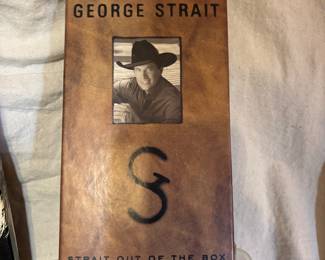 GEORGE STRAIT
GS
STRAIT OUT OF THE BOX